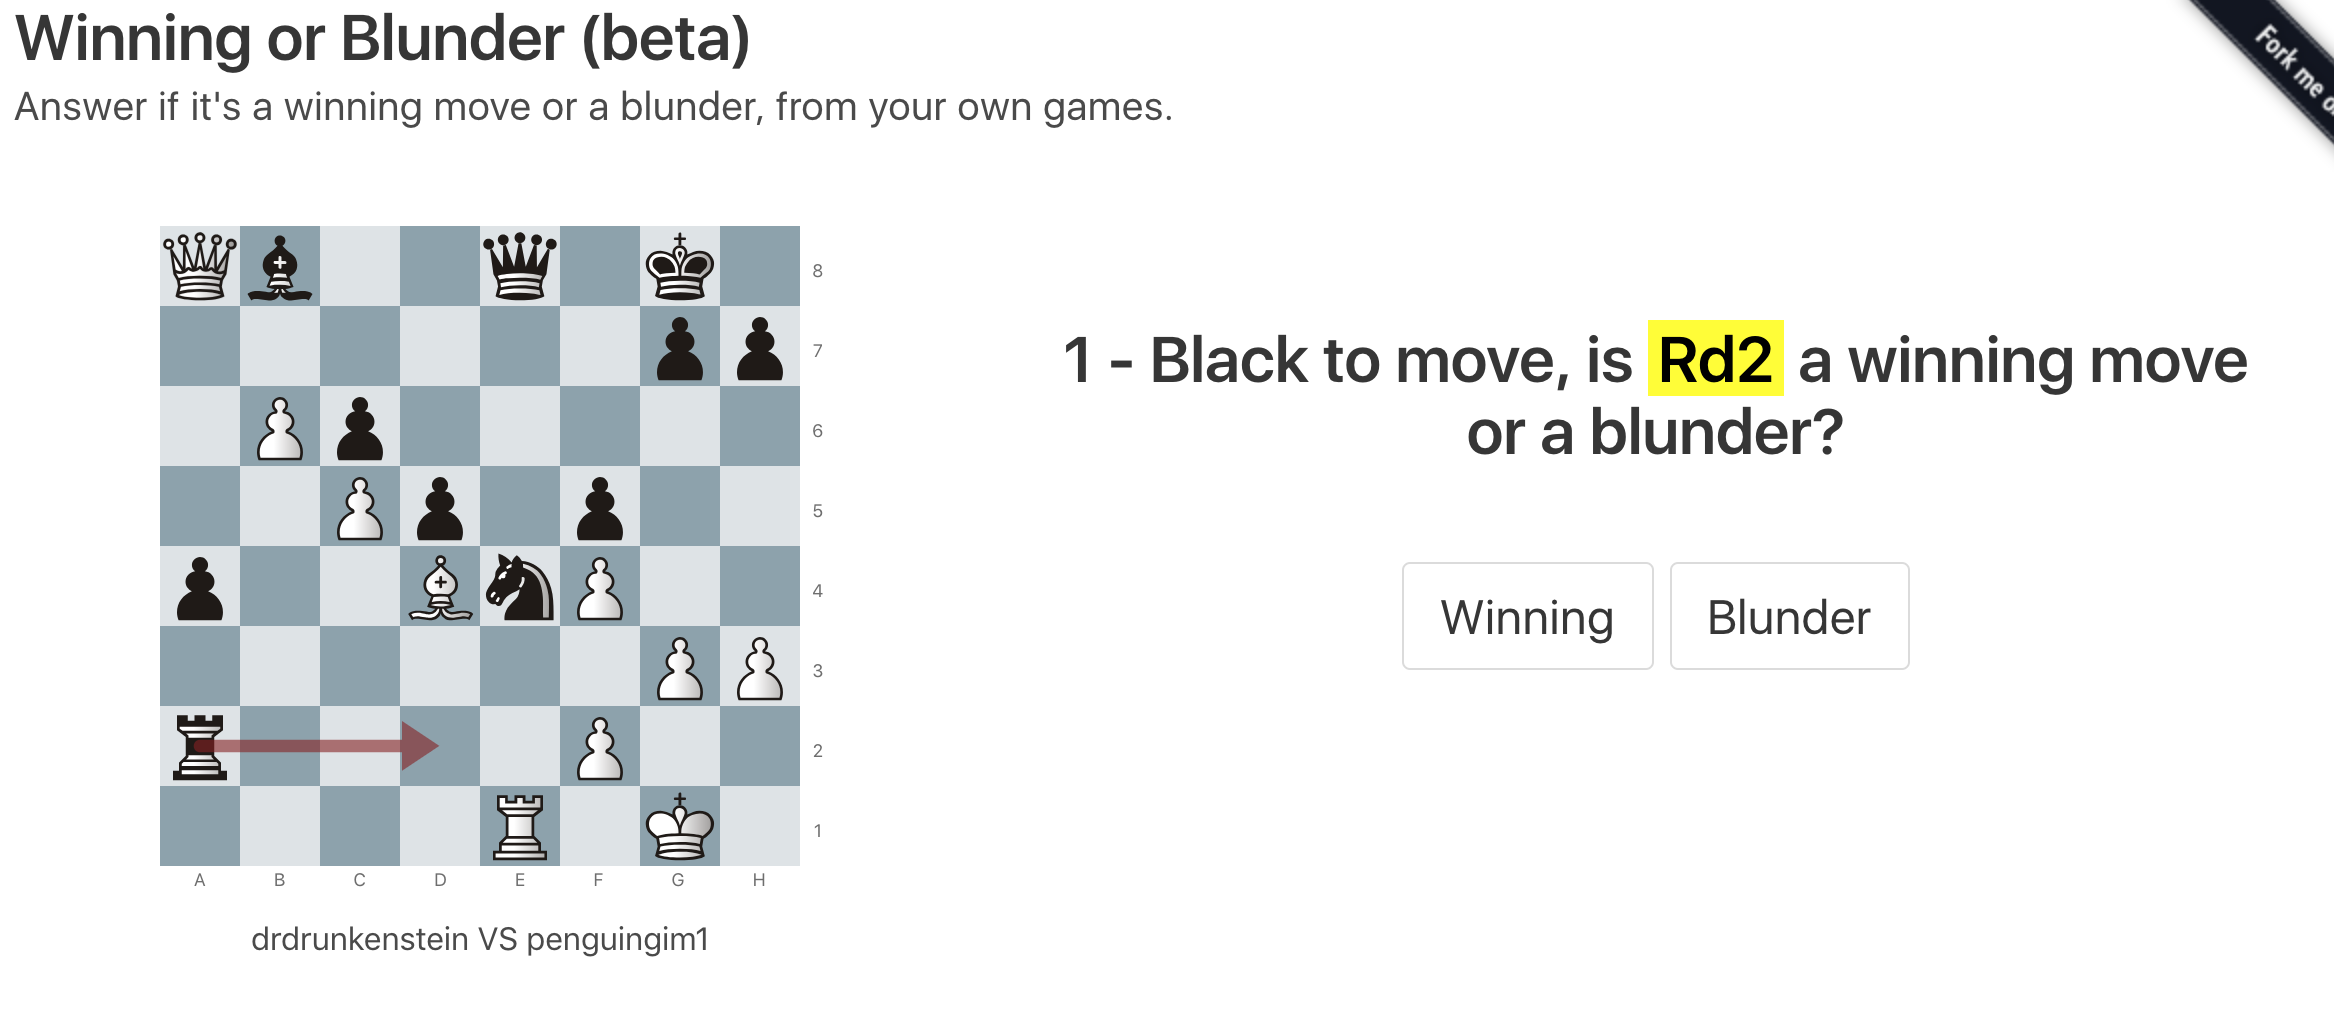 Winning or Blunder (beta)
Answer if it's a winning move or a blunder, from your own games.
Fork me
1 - Black to move, is Rd2 a winning move
or a blunder?
Winning Blunder
8
7
6
5
4
3
2
1
A B C D E F G H
drdrunkenstein VS penguingim1